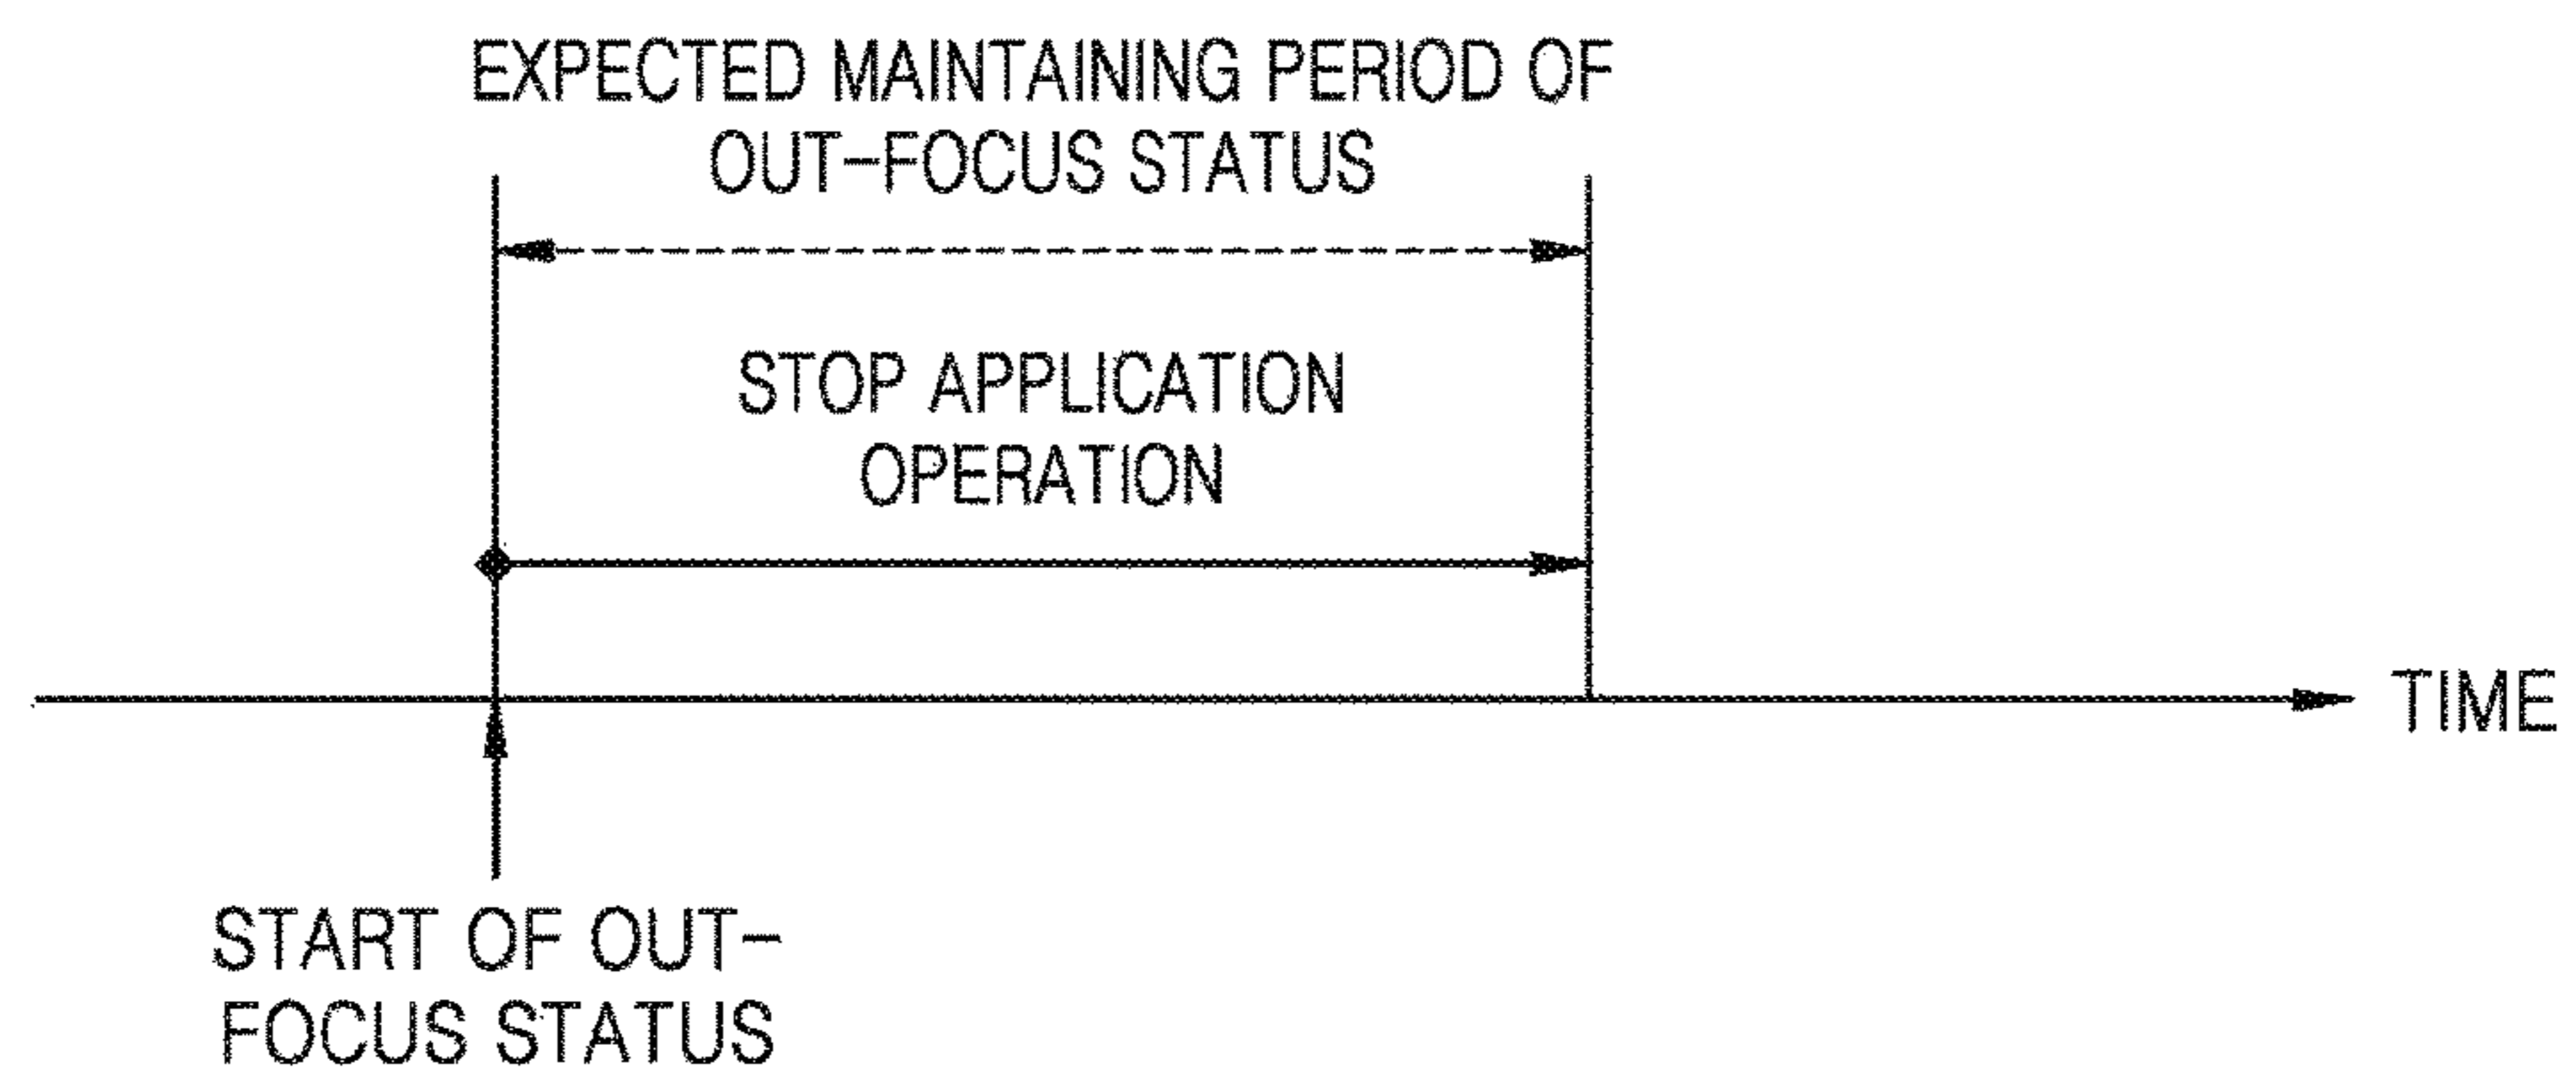 EXPECTED MAINTAINING PERIOD OF
OUT-FOCUS STATUS
STOP APPLICATION
OPERATION
TIME
START OF OUT-
FOCUS STATUS